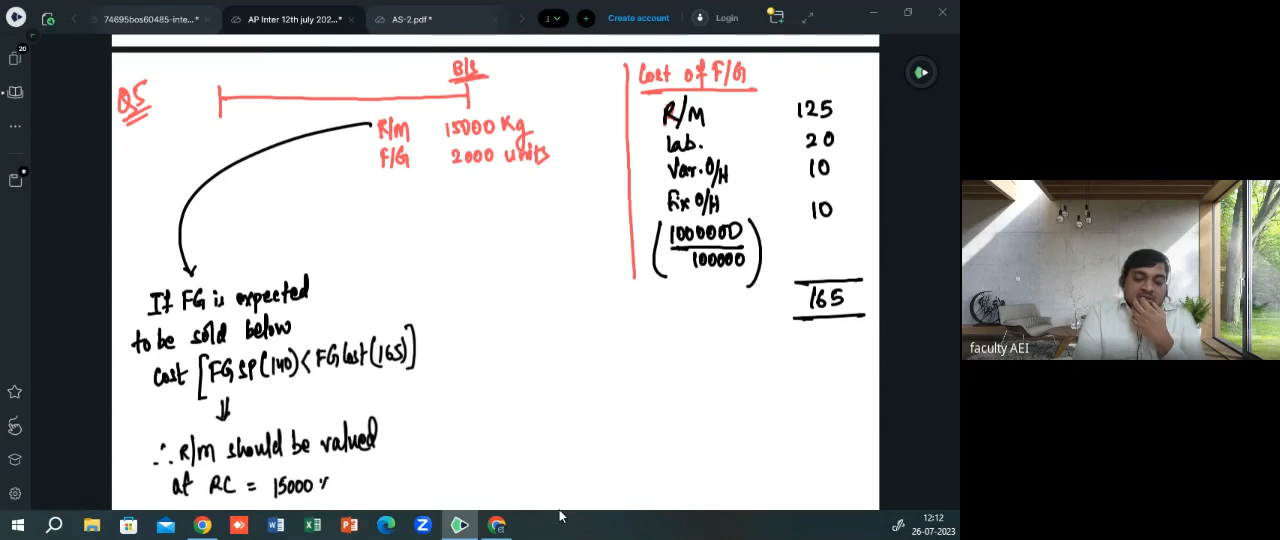 74695bos60485-inte...
AP Inter 12th july 202...*
AS-2.pdf*
3
Create account
Login
20
Q5
B/S
R/M 15000 Kg
F/G 2000 units
If FG is expected
to be sold below
cost [FG SP(140) < FG Cost(165)]
⇓
∴ R/M should be valued
at RC = 15000 ×
Cost of F/G
R/M 125
Lab. 20
Var. O/H 10
Fix O/H 10
(1000000
100000)
165
faculty AEI
12:12
26-07-2023